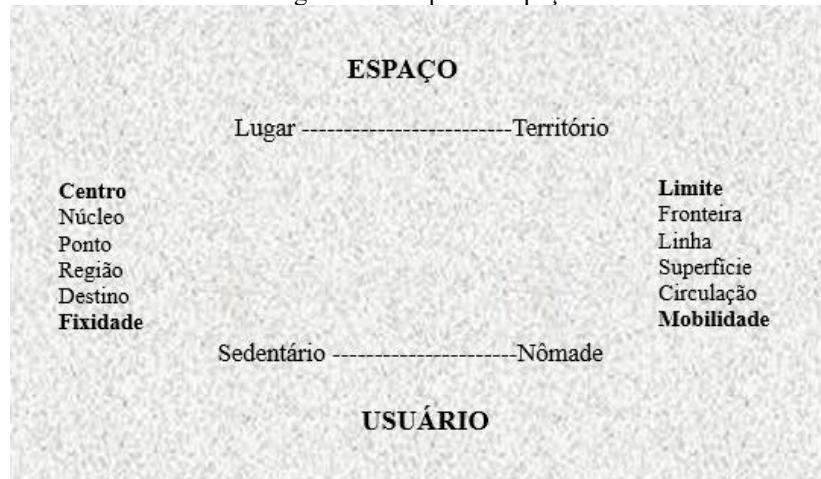 ESPAÇO
Lugar -------------------------Território
Centro
Núcleo
Ponto
Região
Destino
Fixidade
Limite
Fronteira
Linha
Superfície
Circulação
Mobilidade
Sedentário ----------------------Nômade
USUÁRIO